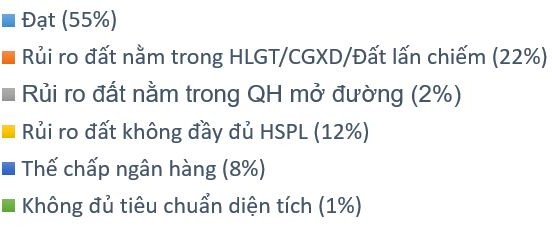 Đạt (55%)
Rủi ro đất nằm trong HLGT/CGXD/Đất lấn chiếm (22%)
Rủi ro đất nằm trong QH mở đường (2%)
Rủi ro đất không đầy đủ HSPL (12%)
Thế chấp ngân hàng (8%)
Không đủ tiêu chuẩn diện tích (1%)